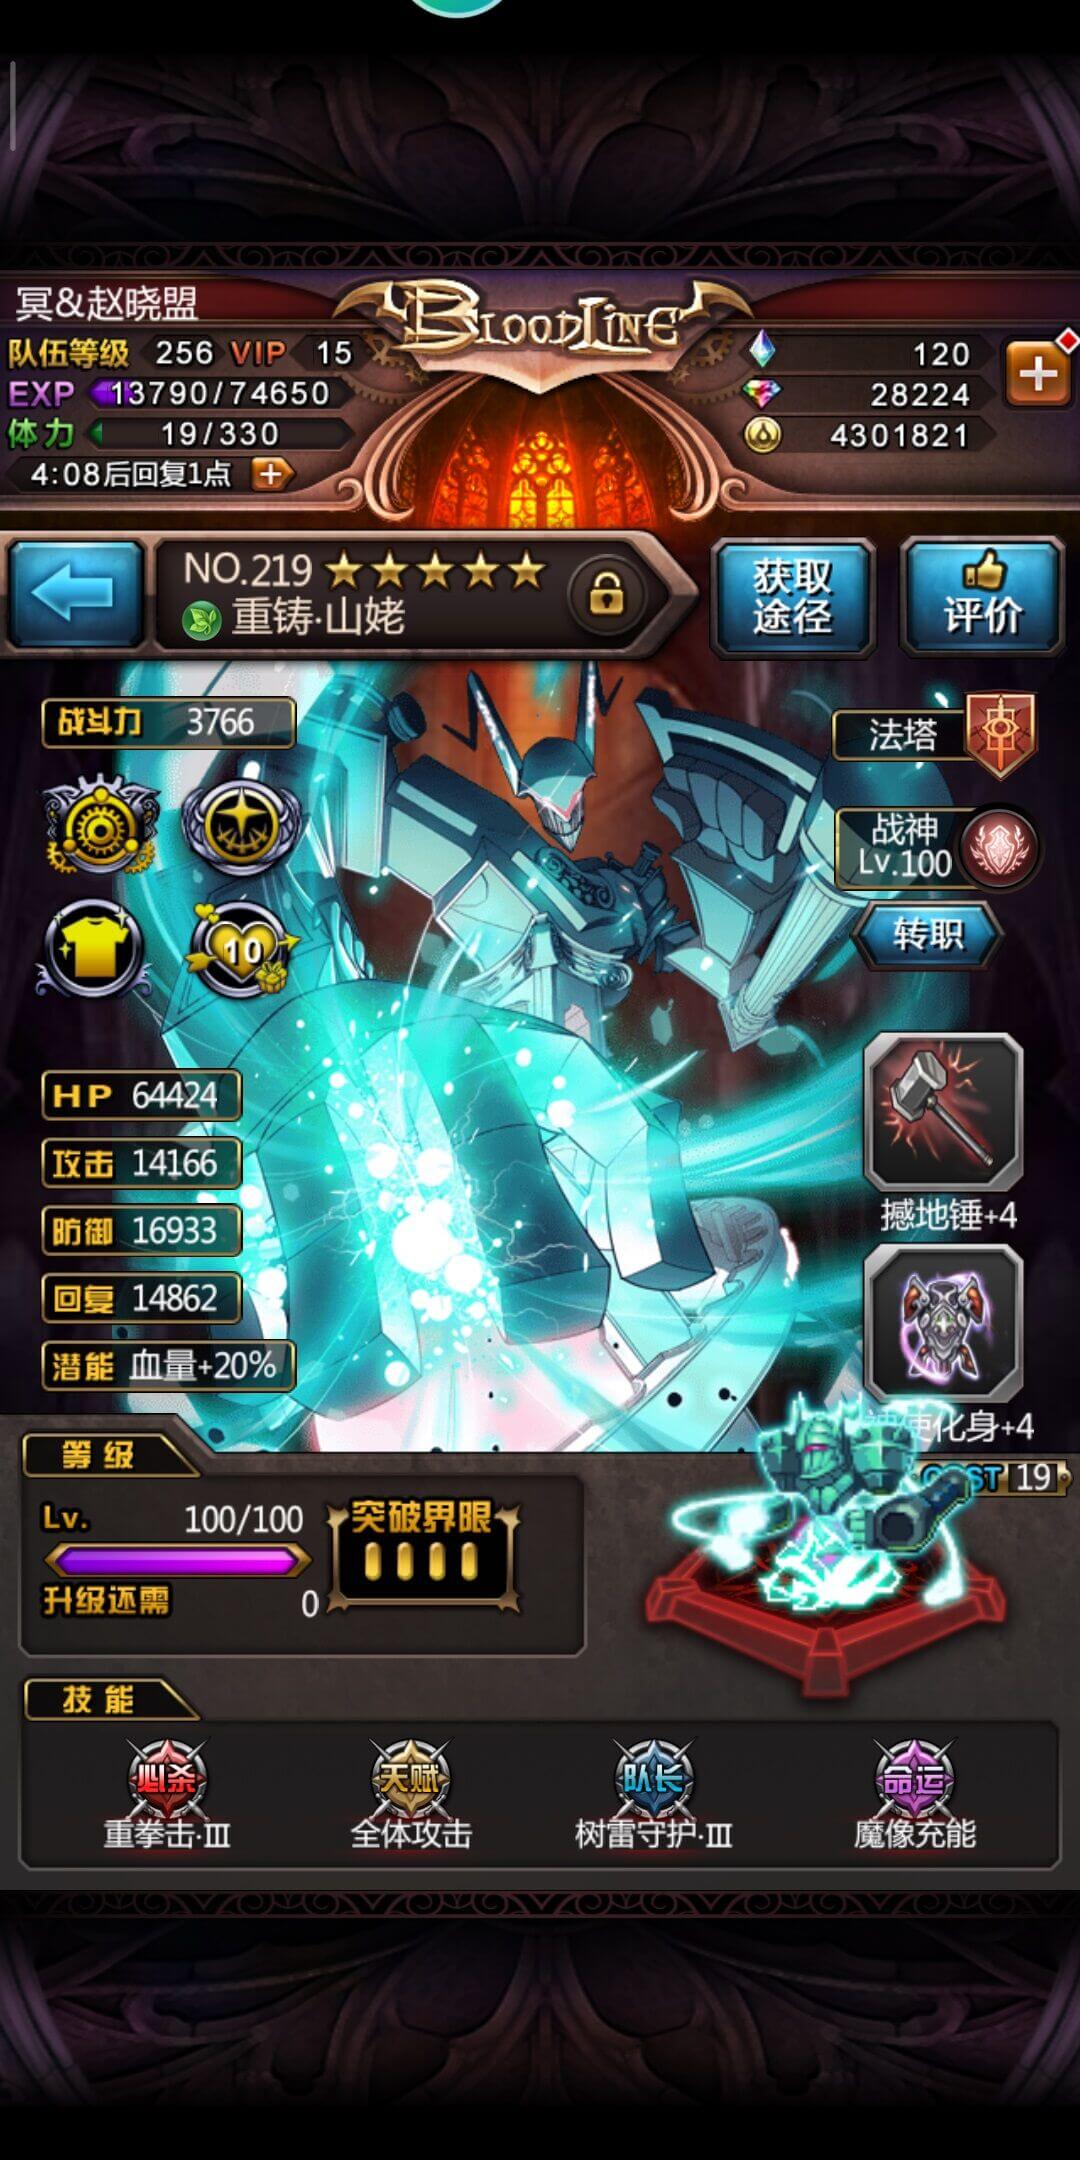 冥&赵晓盟
BLOODLINE
队伍等级 256 VIP 15
120
EXP 13790/74650
28224
体力 19/330
4301821
4:08后回复1点
NO.219
重铸·山姥
获取
途径
评价
战斗力 3766
法塔
战神
Lv.100
转职
10
HP 64424
攻击 14166
撼地锤+4
防御 16933
回复 14862
潜能 血量+20%
神使化身+4
等级
COST 19
Lv. 100/100
突破界限
升级还需 0
技能
必杀
天赋
队长
命运
重拳击·III
全体攻击
树雷守护·III
魔像充能